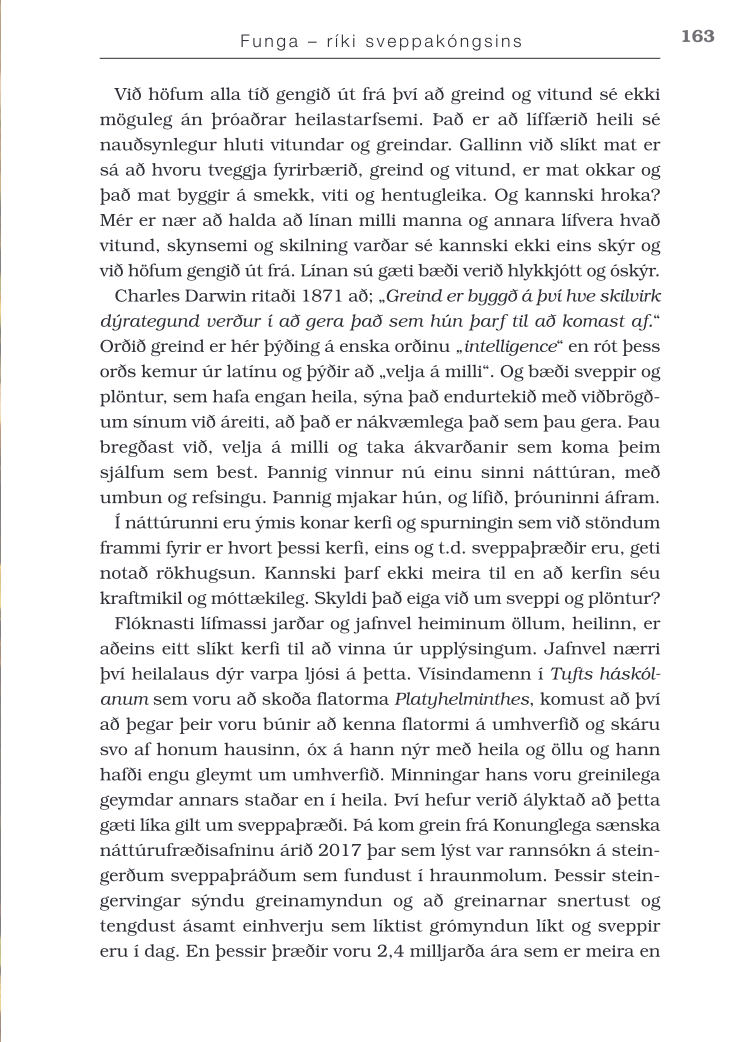 Funga – ríki sveppakóngsins
163
Við höfum alla tíð gengið út frá því að greind og vitund sé ekki
möguleg án þróaðrar heilastarfsemi. Það er að líffærið heili sé
nauðsynlegur hluti vitundar og greindar. Gallinn við slíkt mat er
sá að hvoru tveggja fyrirbærið, greind og vitund, er mat okkar og
það mat byggir á smekk, viti og hentugleika. Og kannski hroka?
Mér er nær að halda að línan milli manna og annara lífvera hvað
vitund, skynsemi og skilning varðar sé kannski ekki eins skýr og
við höfum gengið út frá. Línan sú gæti bæði verið hlykkjótt og óskýr.
Charles Darwin ritaði 1871 að; „Greind er byggð á því hve skilvirk
dýrategund verður í að gera það sem hún þarf til að komast af.“
Orðið greind er hér þýðing á enska orðinu „intelligence“ en rót þess
orðs kemur úr latínu og þýðir að „velja á milli“. Og bæði sveppir og
plöntur, sem hafa engan heila, sýna það endurtekið með viðbrögð-
um sínum við áreiti, að það er nákvæmlega það sem þau gera. Þau
bregðast við, velja á milli og taka ákvarðanir sem koma þeim
sjálfum sem best. Þannig vinnur nú einu sinni náttúran, með
umbun og refsingu. Þannig mjakar hún, og lífið, þróuninni áfram.
Í náttúrunni eru ýmis konar kerfi og spurningin sem við stöndum
frammi fyrir er hvort þessi kerfi, eins og t.d. sveppaþræðir eru, geti
notað rökhugsun. Kannski þarf ekki meira til en að kerfin séu
kraftmikil og móttækileg. Skyldi það eiga við um sveppi og plöntur?
Flóknasti lífmassi jarðar og jafnvel heiminum öllum, heilinn, er
aðeins eitt slíkt kerfi til að vinna úr upplýsingum. Jafnvel nærri
því heilalaus dýr varpa ljósi á þetta. Vísindamenn í Tufts háskól-
anum sem voru að skoða flatorma Platyhelminthes, komust að því
að þegar þeir voru búnir að kenna flatormi á umhverfið og skáru
svo af honum hausinn, óx á hann nýr með heila og öllu og hann
hafði engu gleymt um umhverfið. Minningar hans voru greinilega
geymdar annars staðar en í heila. Því hefur verið ályktað að þetta
gæti líka gilt um sveppaþræði. Þá kom grein frá Konunglega sænska
náttúrufræðisafninu árið 2017 þar sem lýst var rannsókn á stein-
gerðum sveppaþráðum sem fundust í hraunmolum. Þessir stein-
gervingar sýndu greinamyndun og að greinarnar snertust og
tengdust ásamt einhverju sem líktist grómyndun líkt og sveppir
eru í dag. En þessir þræðir voru 2,4 milljarða ára sem er meira en